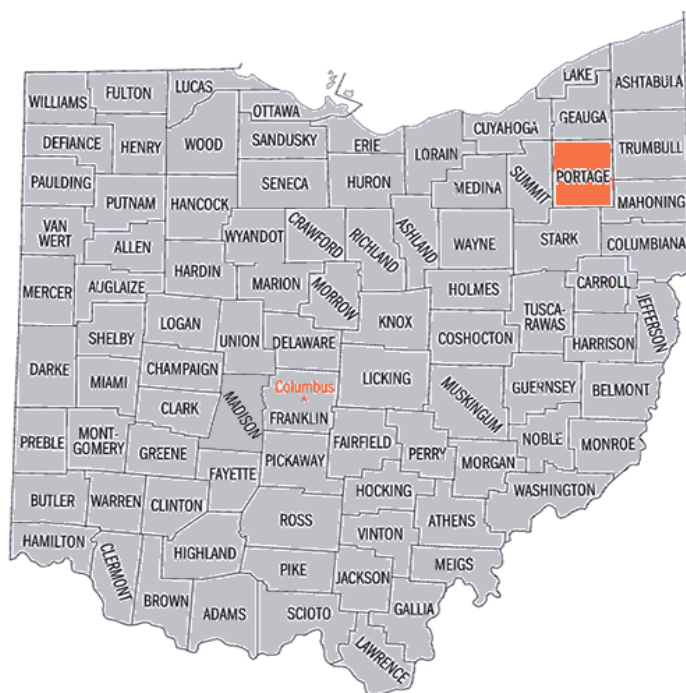 LAKE
ASHTABULA
LUCAS
FULTON
WILLIAMS
OTTAWA
GEAUGA
CUYAHOGA
DEFIANCE
HENRY
WOOD
SANDUSKY
ERIE
LORAIN
TRUMBULL
PAULDING
SENECA
HURON
MEDINA
SUMMIT
PORTAGE
PUTNAM
HANCOCK
MAHONING
VAN
WERT
ALLEN
WYANDOT
CRAWFORD
RICHLAND
ASHLAND
WAYNE
STARK
COLUMBIANA
HARDIN
MERCER
AUGLAIZE
MARION
MORROW
HOLMES
CARROLL
JEFFERSON
LOGAN
UNION
KNOX
TUSCA-
RAWAS
SHELBY
DELAWARE
COSHOCTON
HARRISON
DARKE
CHAMPAIGN
MIAMI
Columbus
LICKING
MUSKINGUM
GUERNSEY
BELMONT
CLARK
MADISON
FRANKLIN
PREBLE
MONT-
GOMERY
GREENE
FAIRFIELD
PERRY
NOBLE
MONROE
FAYETTE
PICKAWAY
MORGAN
BUTLER
WARREN
CLINTON
HOCKING
WASHINGTON
ROSS
ATHENS
HAMILTON
CLERMONT
HIGHLAND
VINTON
MEIGS
PIKE
JACKSON
BROWN
ADAMS
SCIOTO
GALLIA
LAWRENCE